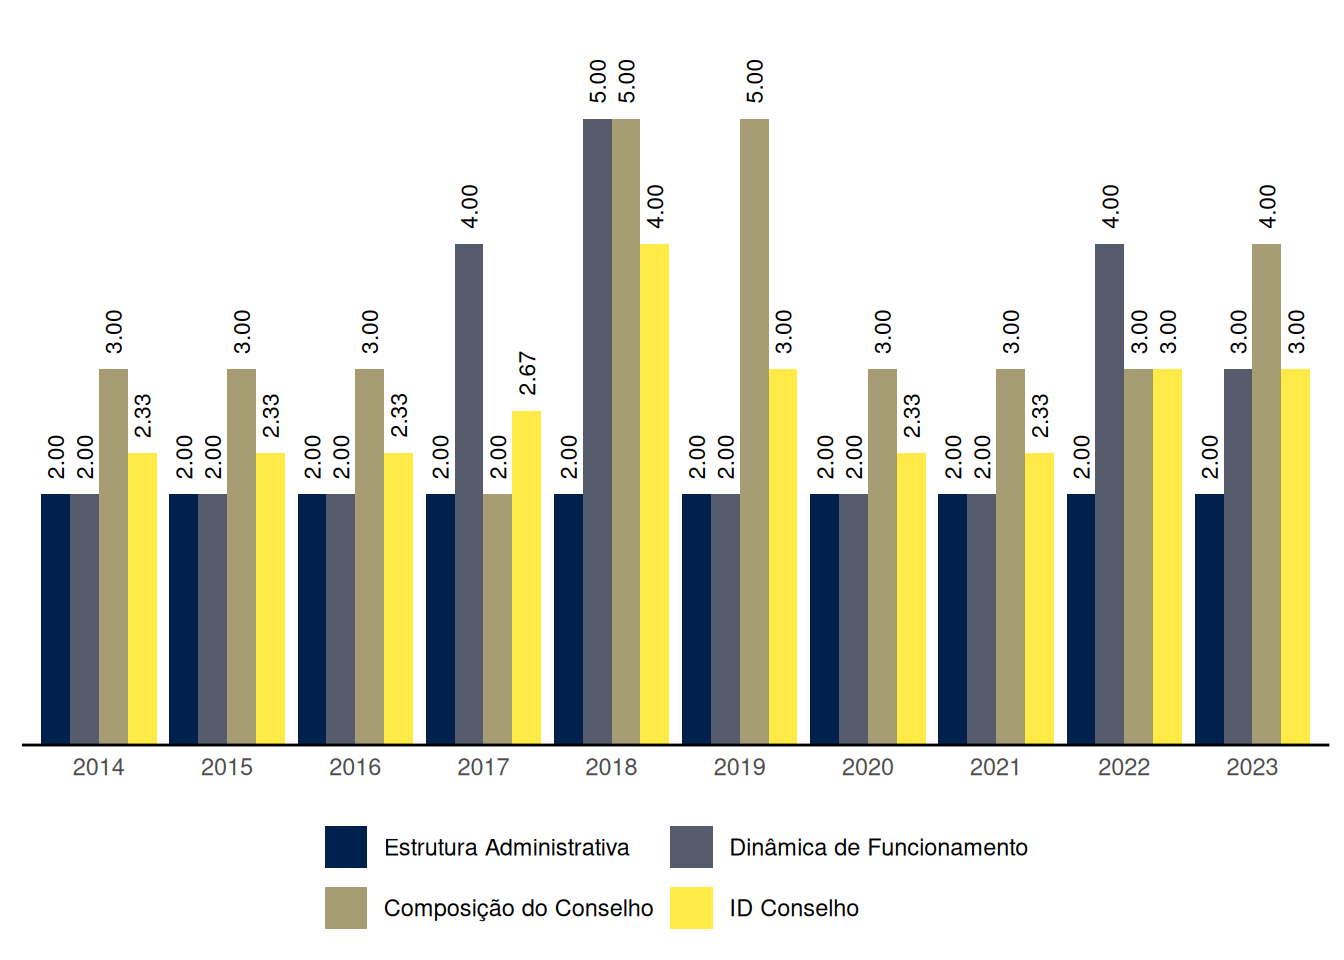 5.00 5.00 5.00
4.00 4.00 4.00 4.00
3.00 3.00 3.00 3.00 3.00 3.00 3.00 3.00 3.00 3.00
2.67
2.33 2.33 2.33 2.33 2.33
2.00 2.00 2.00 2.00 2.00 2.00 2.00 2.00 2.00 2.00 2.00 2.00 2.00 2.00 2.00 2.00 2.00
2014 2015 2016 2017 2018 2019 2020 2021 2022 2023
Estrutura Administrativa Dinâmica de Funcionamento
Composição do Conselho ID Conselho